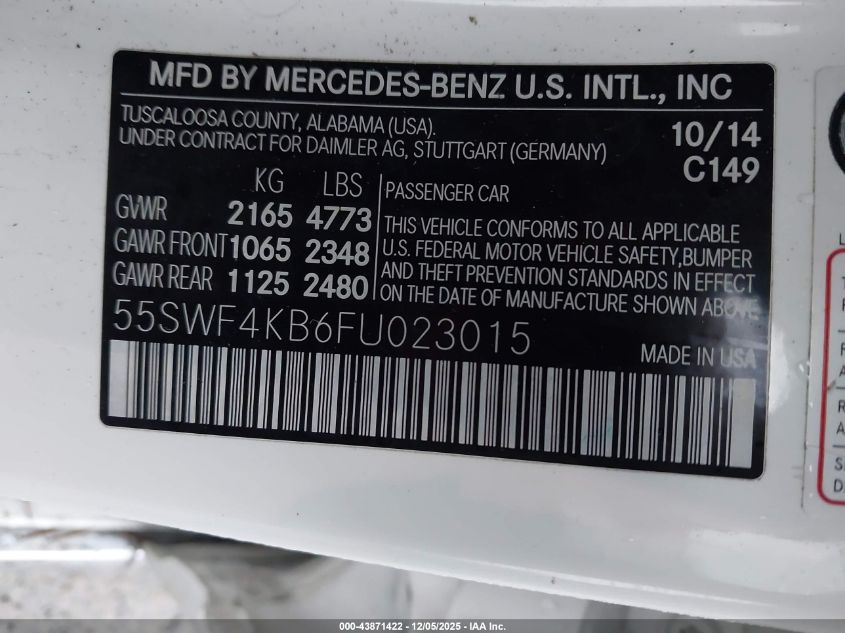 MFD BY MERCEDES-BENZ U.S. INTL., INC
TUSCALOOSA COUNTY, ALABAMA (USA).
UNDER CONTRACT FOR DAIMLER AG, STUTTGART (GERMANY)
10/14
C149
KG LBS
GVWR 2165 4773
GAWR FRONT 1065 2348
GAWR REAR 1125 2480
PASSENGER CAR
THIS VEHICLE CONFORMS TO ALL APPLICABLE
U.S. FEDERAL MOTOR VEHICLE SAFETY, BUMPER
AND THEFT PREVENTION STANDARDS IN EFFECT
ON THE DATE OF MANUFACTURE SHOWN ABOVE
55SWF4KB6FU023015
MADE IN USA
000-43871422 - 12/05/2025 - IAA Inc.